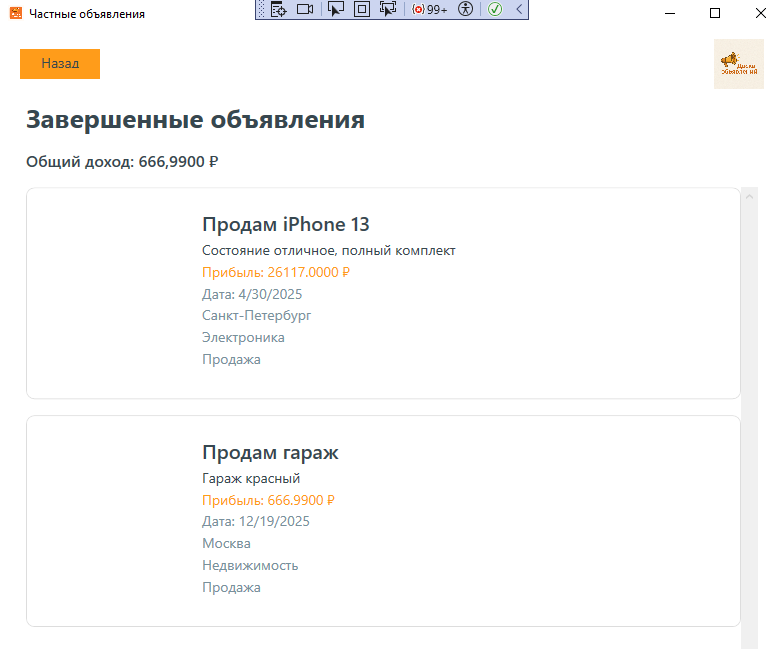 Частные объявления
99+
Назад
Доска
объявлений
Завершенные объявления
Общий доход: 666,9900 ₽
Продам iPhone 13
Состояние отличное, полный комплект
Прибыль: 26117.0000 ₽
Дата: 4/30/2025
Санкт-Петербург
Электроника
Продажа
Продам гараж
Гараж красный
Прибыль: 666.9900 ₽
Дата: 12/19/2025
Москва
Недвижимость
Продажа